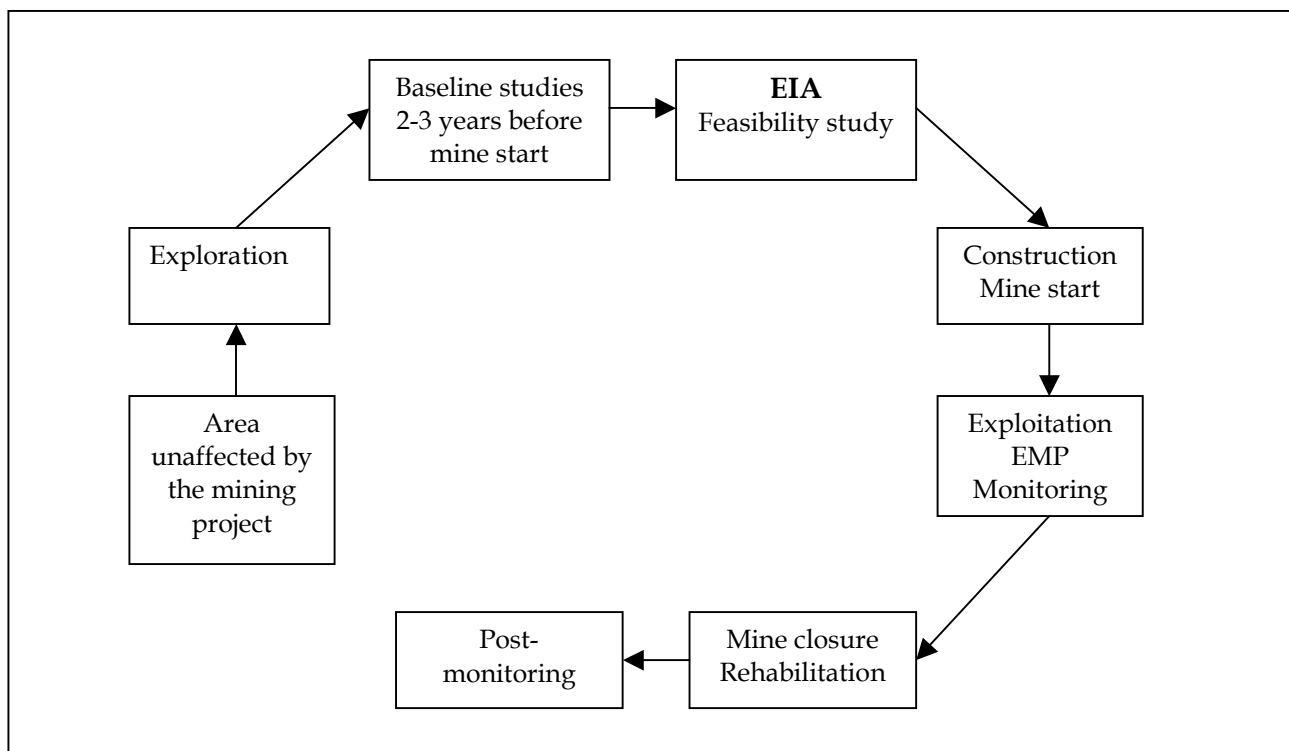 Baseline studies
2-3 years before
mine start
EIA
Feasibility study
Exploration
Construction
Mine start
Area
unaffected by
the mining
project
Exploitation
EMP
Monitoring
Post-
monitoring
Mine closure
Rehabilitation